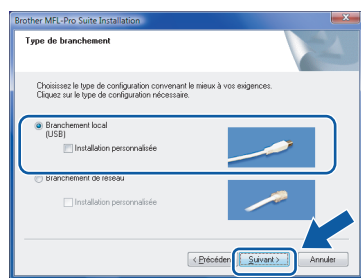 Brother MFL-Pro Suite Installation
Type de branchement
Choisissez le type de configuration convenant le mieux à vos exigences.
Cliquez sur le type de configuration nécessaire.
Branchement local
(USB)
Installation personnalisée
Branchement de réseau
Installation personnalisée
< Précéden Suivant > Annuler